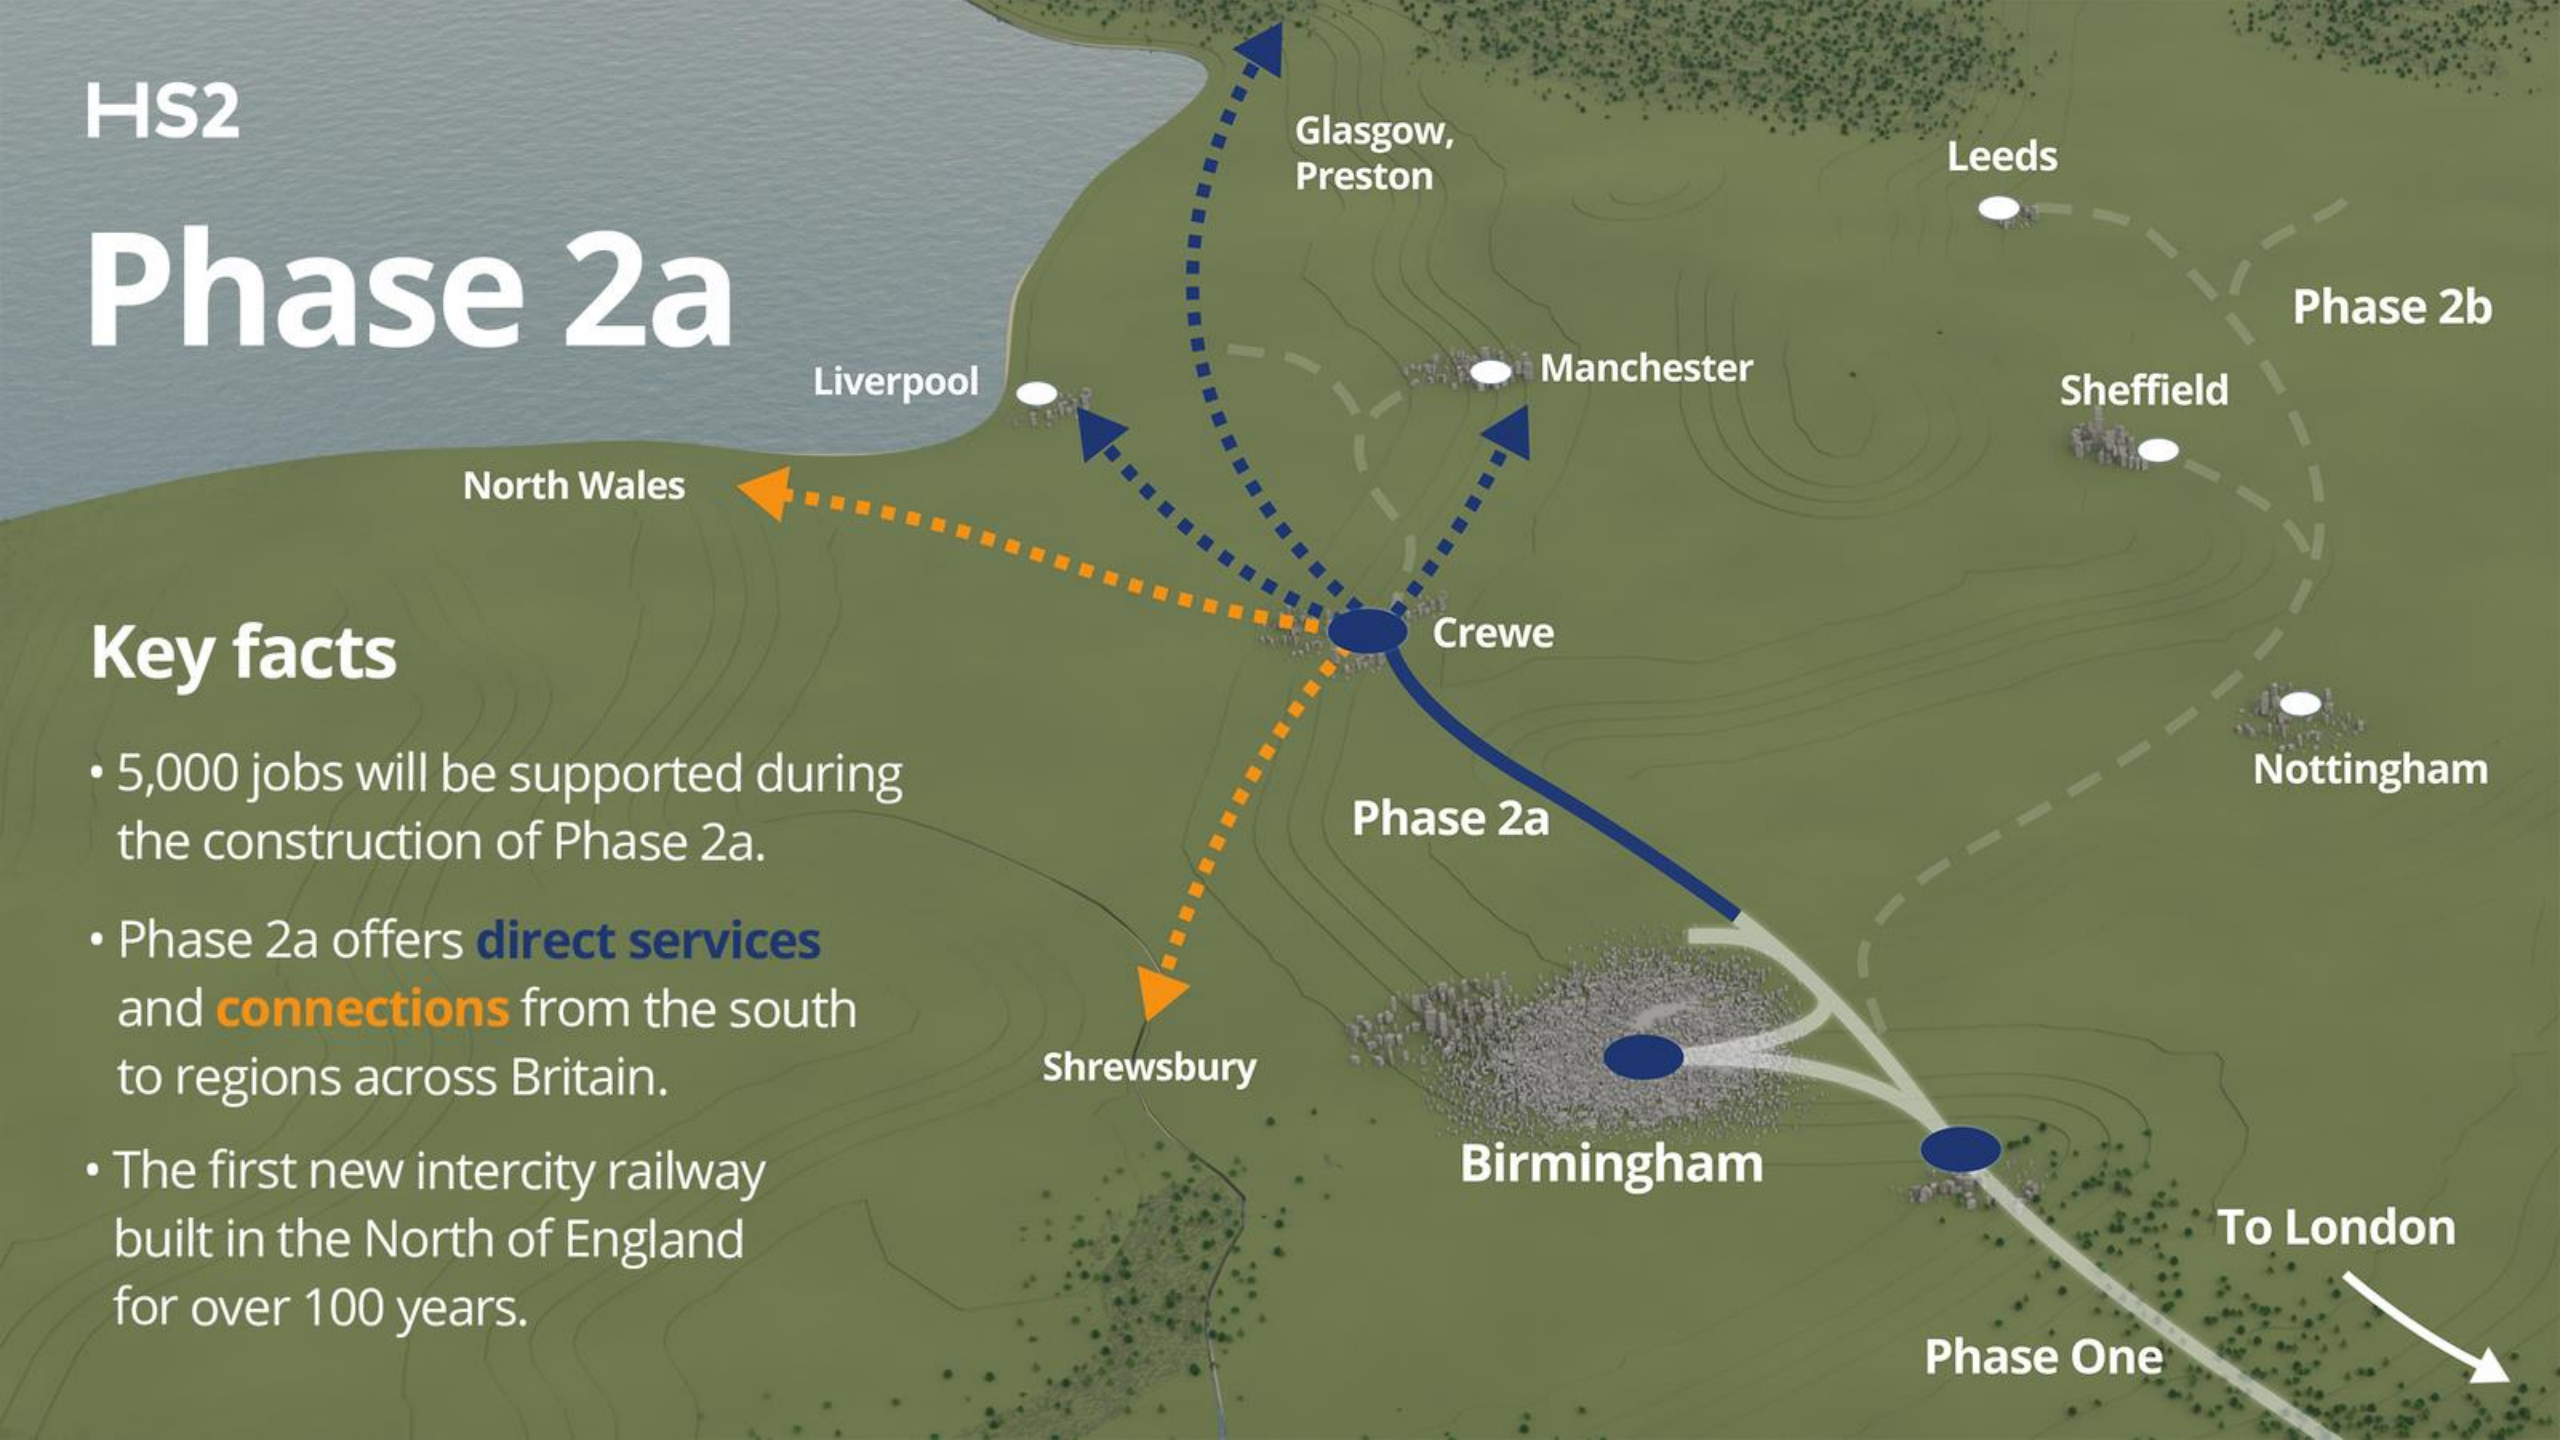 HS2
Phase 2a
Glasgow,
Preston
Leeds
Phase 2b
Liverpool
Manchester
Sheffield
North Wales
Crewe
Key facts
Nottingham
• 5,000 jobs will be supported during
the construction of Phase 2a.
Phase 2a
• Phase 2a offers direct services
and connections from the south
to regions across Britain.
Shrewsbury
Birmingham
• The first new intercity railway
built in the North of England
for over 100 years.
To London
Phase One